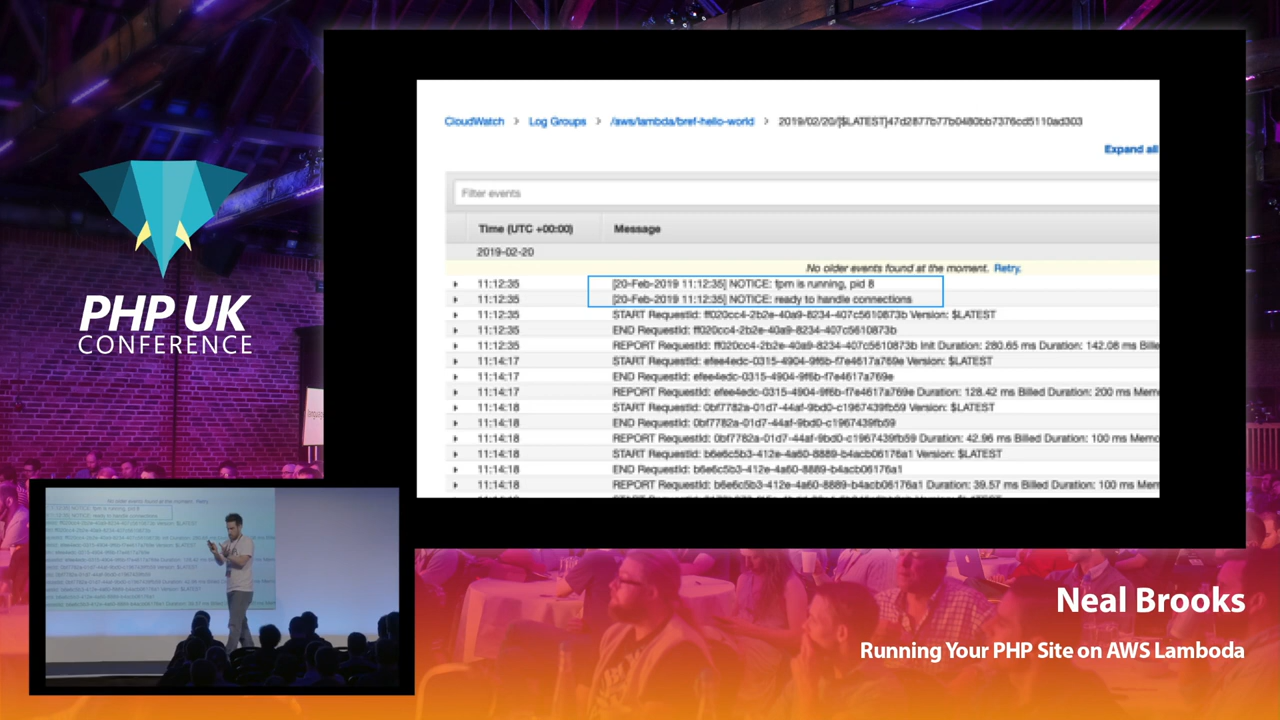 CloudWatch > Log Groups > /aws/lambda/bref-hello-world > 2019/02/20/[$LATEST]47d2877b77b0480bb7376cd5110ad303
Expand all
Filter events
Time (UTC +00:00) Message
2019-02-20
No older events found at the moment. Retry.
11:12:35 [20-Feb-2019 11:12:35] NOTICE: fpm is running, pid 8
11:12:35 [20-Feb-2019 11:12:35] NOTICE: ready to handle connections
11:12:35 START RequestId: ff020cc4-2b2e-40a9-8234-407c5610873b Version: $LATEST
11:12:35 END RequestId: ff020cc4-2b2e-40a9-8234-407c5610873b
11:12:35 REPORT RequestId: ff020cc4-2b2e-40a9-8234-407c5610873b Init Duration: 280.65 ms Duration: 142.08 ms Bille
11:14:17 START RequestId: efee4edc-0315-4904-9f6b-f7e4617a769e Version: $LATEST
11:14:17 END RequestId: efee4edc-0315-4904-9f6b-f7e4617a769e
11:14:17 REPORT RequestId: efee4edc-0315-4904-9f6b-f7e4617a769e Duration: 128.42 ms Billed Duration: 200 ms Mem
11:14:18 START RequestId: 0bf7782a-01d7-44af-9bd0-c1967439fb59 Version: $LATEST
11:14:18 END RequestId: 0bf7782a-01d7-44af-9bd0-c1967439fb59
11:14:18 REPORT RequestId: 0bf7782a-01d7-44af-9bd0-c1967439fb59 Duration: 42.96 ms Billed Duration: 100 ms Memo
11:14:18 START RequestId: b6e6c5b3-412e-4a60-8889-b4acb06176a1 Version: $LATEST
11:14:18 END RequestId: b6e6c5b3-412e-4a60-8889-b4acb06176a1
11:14:18 REPORT RequestId: b6e6c5b3-412e-4a60-8889-b4acb06176a1 Duration: 39.57 ms Billed Duration: 100 ms Mem
PHP UK
CONFERENCE
Neal Brooks
Running Your PHP Site on AWS Lamboda